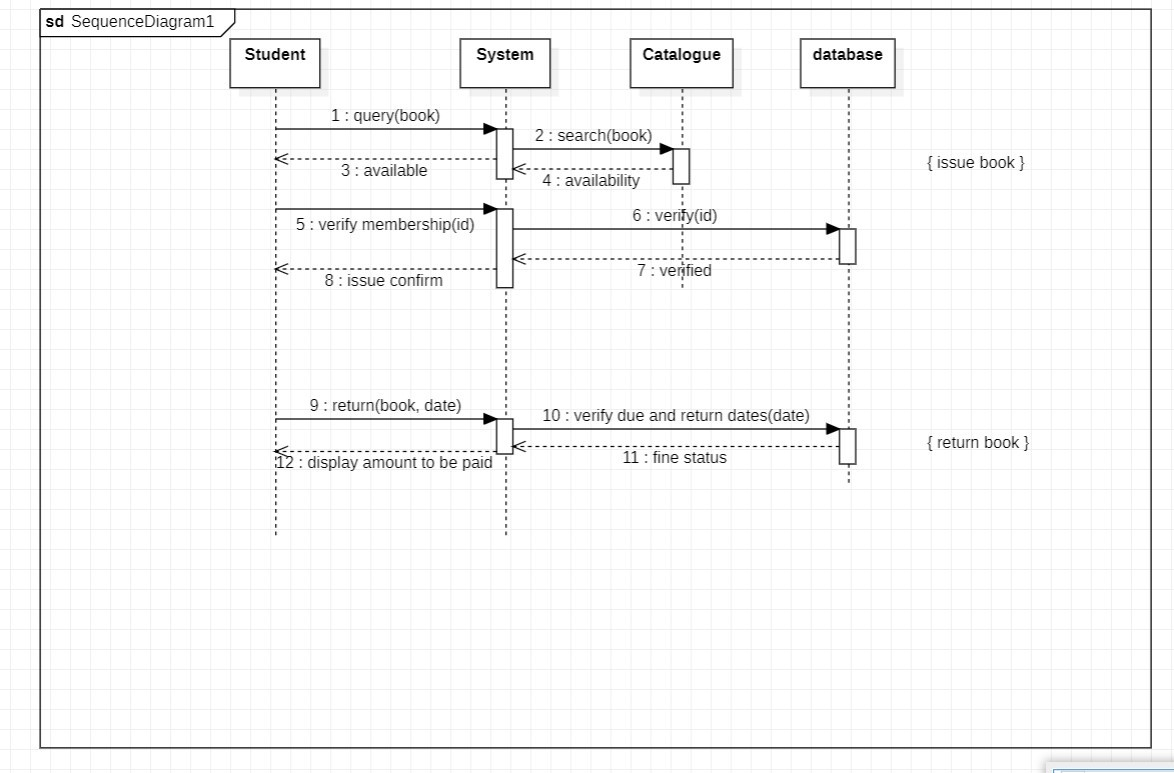 sd SequenceDiagram1
Student
System
Catalogue
database
1 : query(book)
2 : search(book)
3 : available
4 : availability
{ issue book }
5 : verify membership(id)
6 : verify(id)
7 : verified
8 : issue confirm
9 : return(book, date)
10 : verify due and return dates(date)
11 : fine status
12 : display amount to be paid
{ return book }